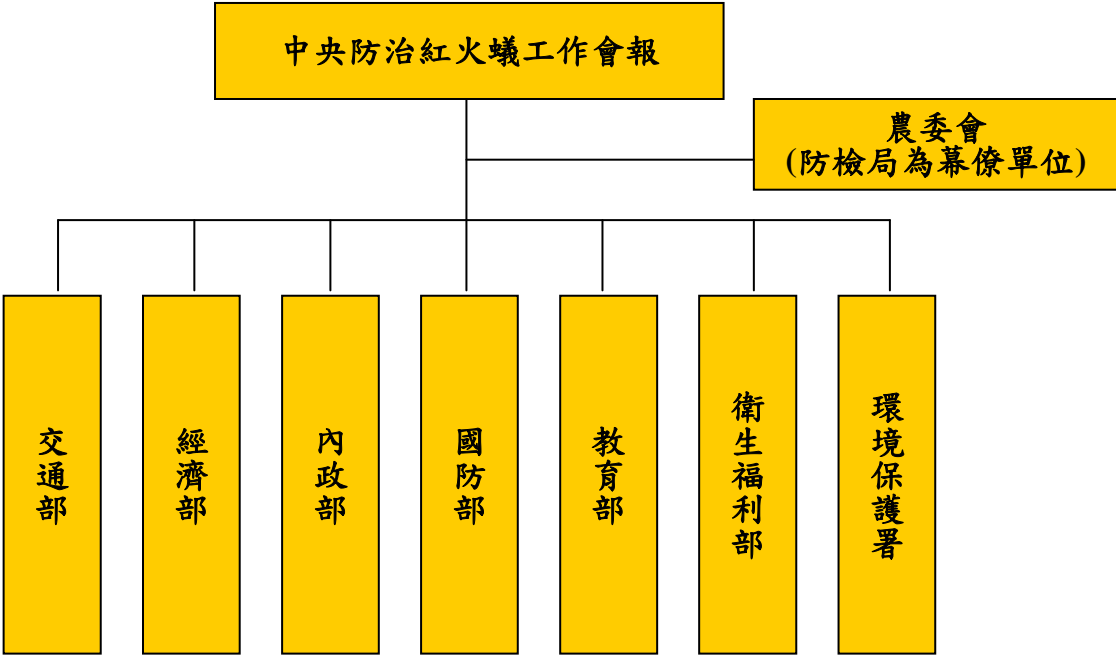 中央防治紅火蟻工作會報
農委會
(防檢局為幕僚單位)
交通部
經濟部
內政部
國防部
教育部
衛生福利部
環境保護署